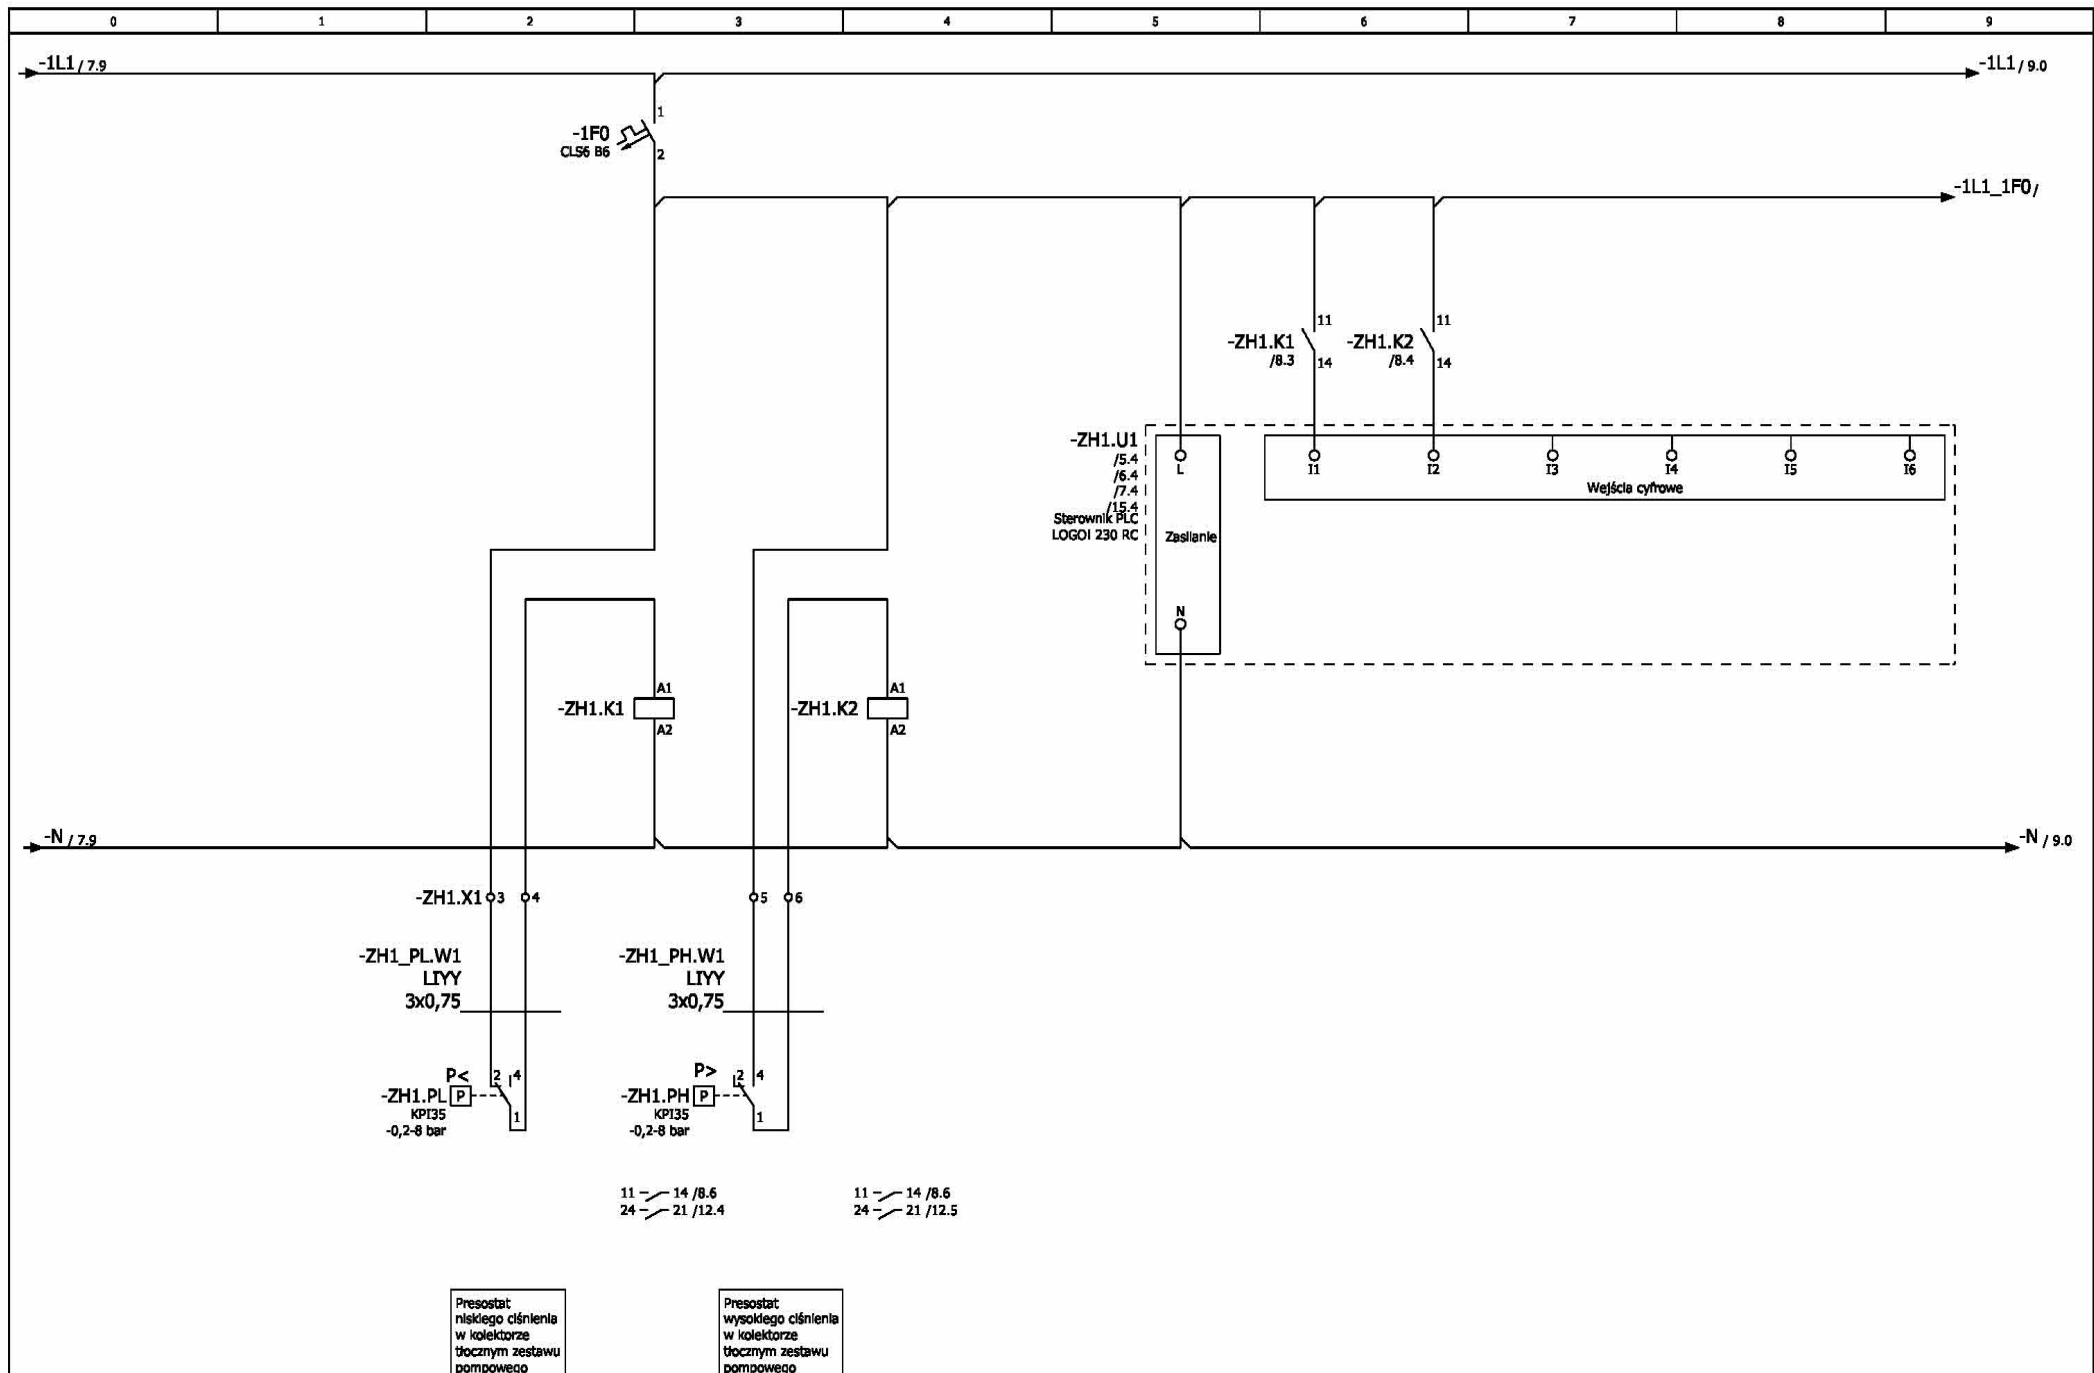 0 1 2 3 4 5 6 7 8 9
-1L1 / 7.9
-1L1 / 9.0
1
-1F0
CLS6 B6
2
-1L1_1F0/
11
-ZH1.K1
/8.3
14
11
-ZH1.K2
/8.4
14
-ZH1.U1
/5.4
/6.4
/7.4
/15.4
Sterownik PLC
LOGO! 230 RC
L
Zasilanie
N
I1 I2 I3 I4 I5 I6
Wejścia cyfrowe
A1
-ZH1.K1
A2
A1
-ZH1.K2
A2
-N / 7.9
-N / 9.0
-ZH1.X1 3 4 5 6
-ZH1_PL.W1
LIYY
3x0,75
-ZH1_PH.W1
LIYY
3x0,75
P<
2 4
-ZH1.PL P
KPI35
1
-0,2-8 bar
P>
2 4
-ZH1.PH P
KPI35
1
-0,2-8 bar
11 14 /8.6
24 21 /12.4
11 14 /8.6
24 21 /12.5
Presostat
niskiego ciśnienia
w kolektorze
tłocznym zestawu
pompowego
Presostat
wysokiego ciśnienia
w kolektorze
tłocznym zestawu
pompowego